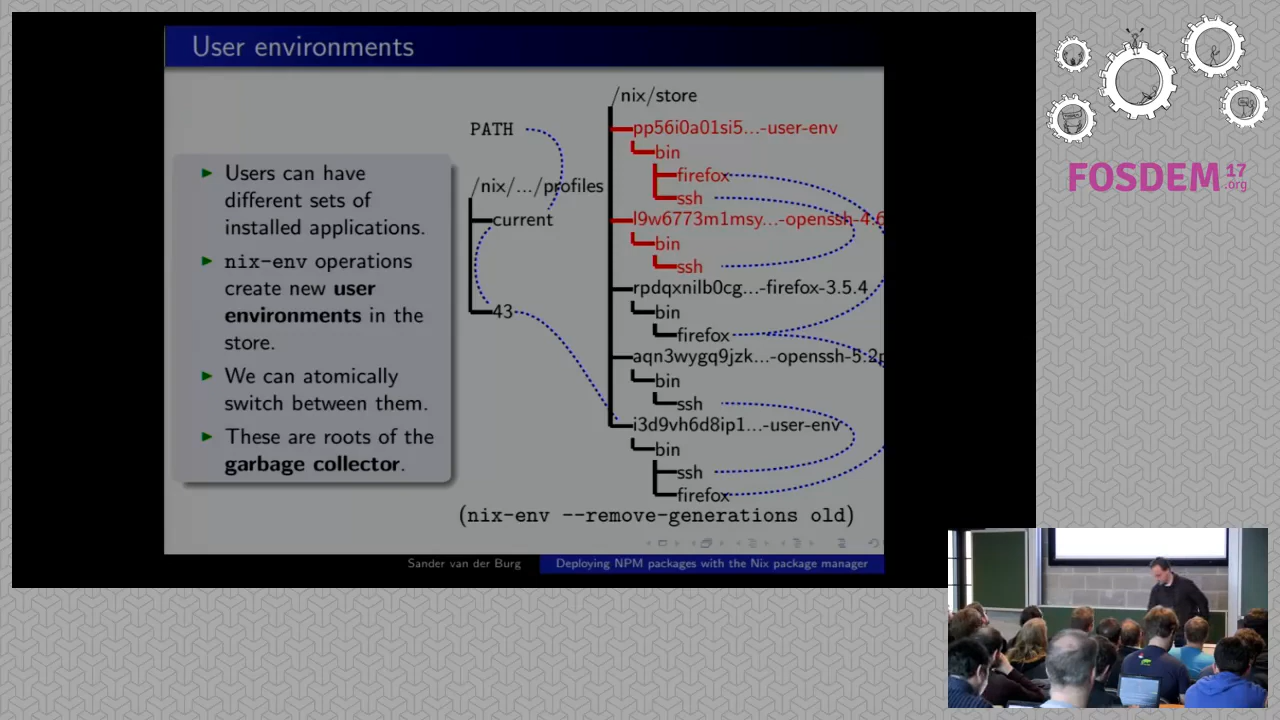 User environments
Users can have
different sets of
installed applications.
nix-env operations
create new user
environments in the
store.
We can atomically
switch between them.
These are roots of the
garbage collector.
PATH
/nix/.../profiles
current
43
/nix/store
pp56i0a01si5...-user-env
bin
firefox
ssh
l9w6773m1msy...-openssh-4.6
bin
ssh
rpdqxnilb0cg...-firefox-3.5.4
bin
firefox
aqn3wygq9jzk...-openssh-5.2p
bin
ssh
i3d9vh6d8ip1...-user-env
bin
ssh
firefox
(nix-env --remove-generations old)
Sander van der Burg
Deploying NPM packages with the Nix package manager
FOSDEM 17
.org